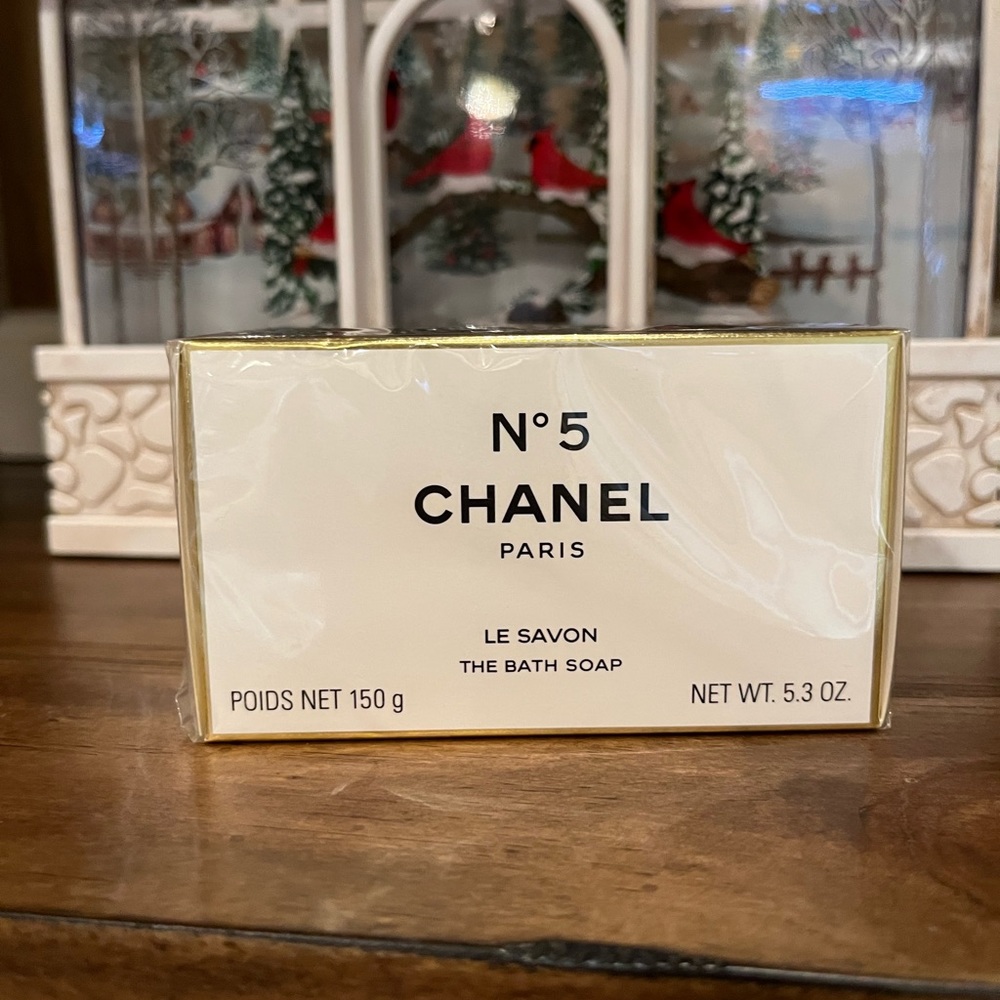 N°5
CHANEL
PARIS
LE SAVON
THE BATH SOAP
POIDS NET 150 g
NET WT. 5.3 OZ.